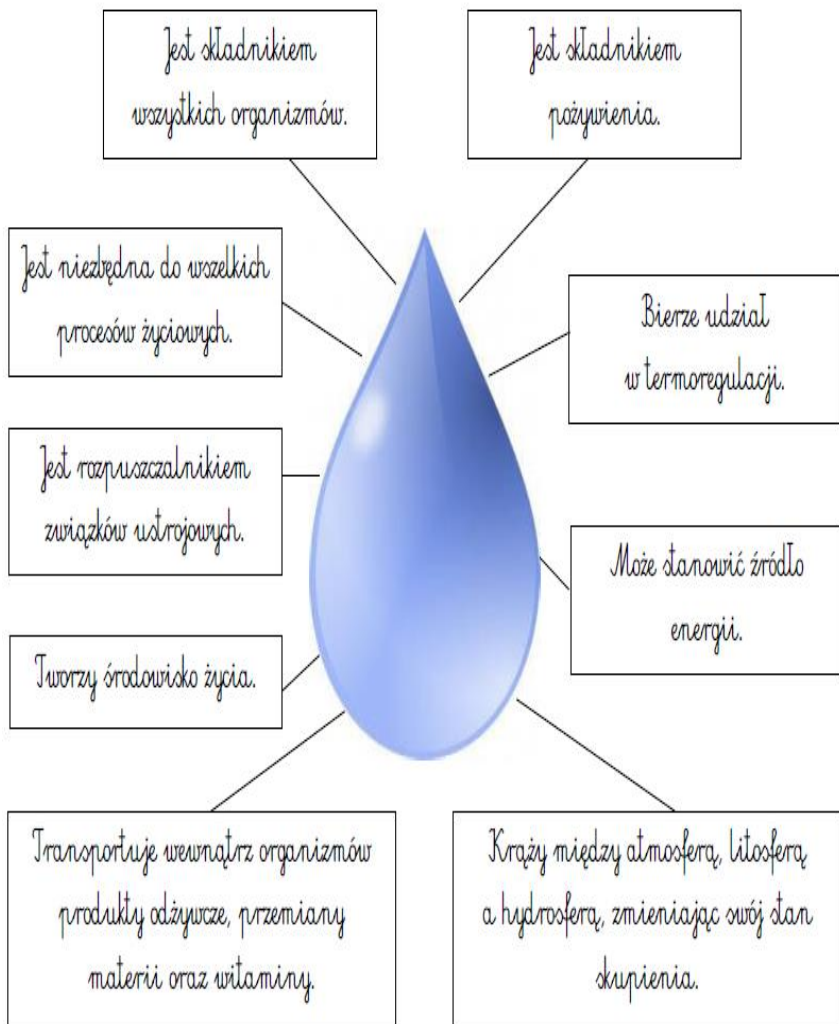 Jest składnikiem
wszystkich organizmów.
Jest składnikiem
pożywienia.
Jest niezbędna do wszelkich
procesów życiowych.
Bierze udział
w termoregulacji.
Jest rozpuszczalnikiem
związków ustrojowych.
Może stanowić źródło
energii.
Tworzy środowisko życia.
Transportuje wewnątrz organizmów
produkty odżywcze, przemiany
materii oraz witaminy.
Krąży między atmosferą, litosferą
a hydrosferą, zmieniając swój stan
skupienia.